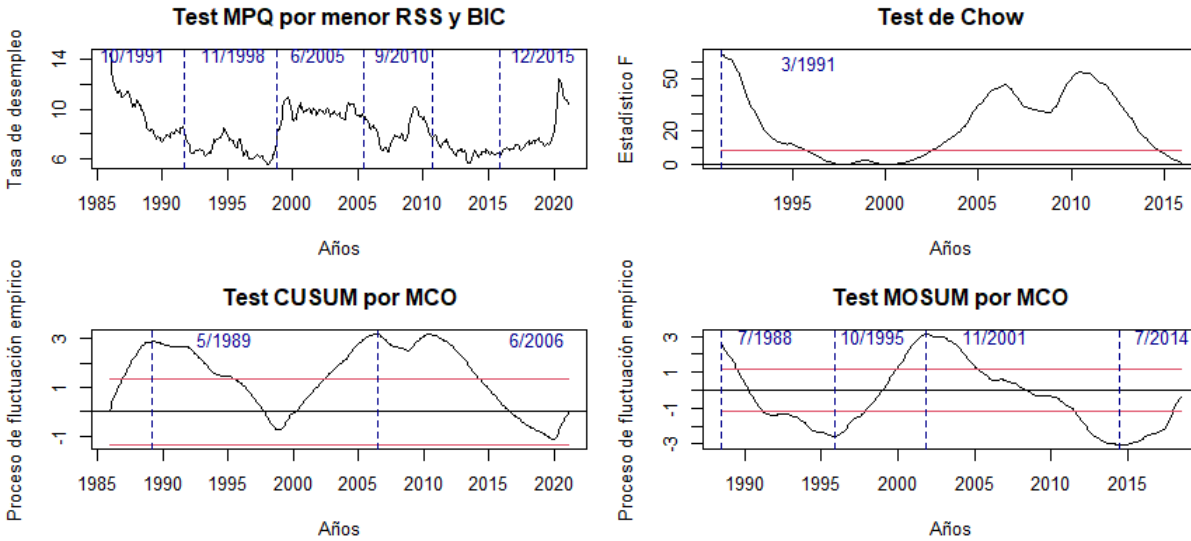 Test MPQ por menor RSS y BIC
Tasa de desempleo
14
10
6
10/1991
11/1998
6/2005
9/2010
12/2015
1985 1990 1995 2000 2005 2010 2015 2020
Años
Test de Chow
Estadístico F
50
20
0
3/1991
1995 2000 2005 2010 2015
Años
Test CUSUM por MCO
Proceso de fluctuación empírico
3
1
-1
5/1989
6/2006
1985 1990 1995 2000 2005 2010 2015 2020
Años
Test MOSUM por MCO
Proceso de fluctuación empírico
3
1
-1
-3
7/1988
10/1995
11/2001
7/2014
1990 1995 2000 2005 2010 2015
Años